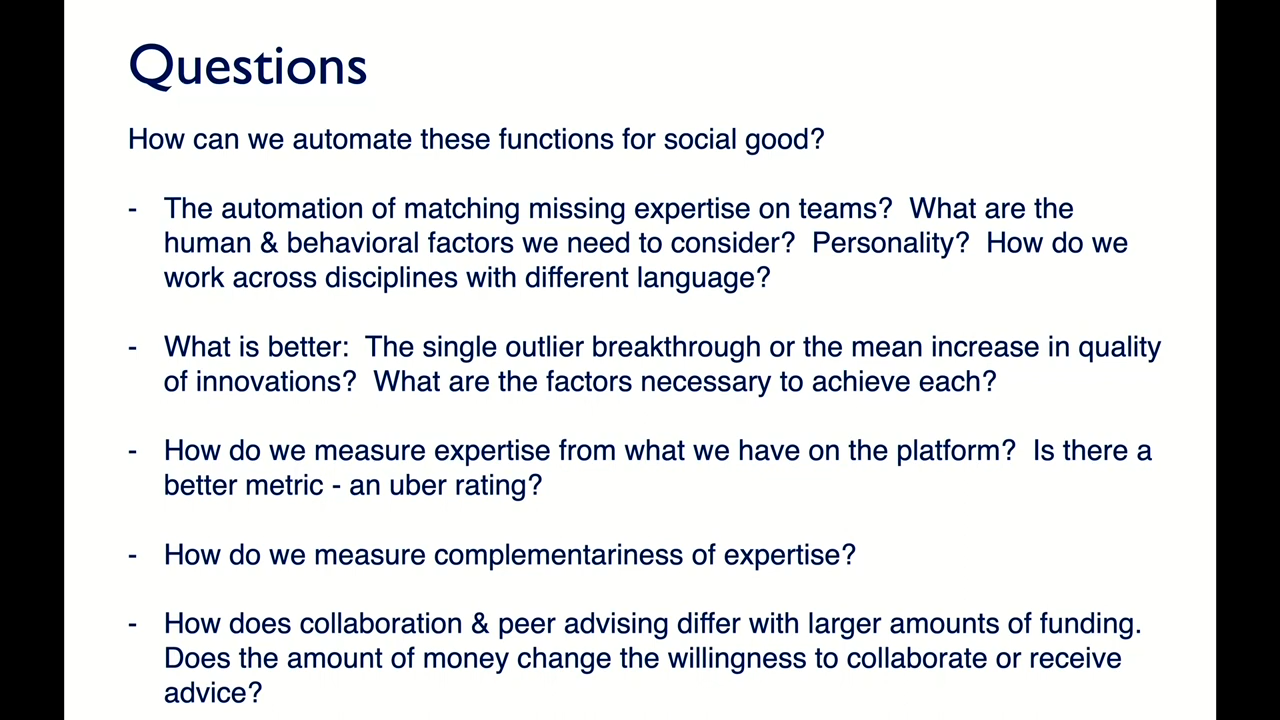 Questions
How can we automate these functions for social good?
- The automation of matching missing expertise on teams?  What are the
human & behavioral factors we need to consider?  Personality?  How do we
work across disciplines with different language?
- What is better:  The single outlier breakthrough or the mean increase in quality
of innovations?  What are the factors necessary to achieve each?
- How do we measure expertise from what we have on the platform?  Is there a
better metric - an uber rating?
- How do we measure complementariness of expertise?
- How does collaboration & peer advising differ with larger amounts of funding.
Does the amount of money change the willingness to collaborate or receive
advice?